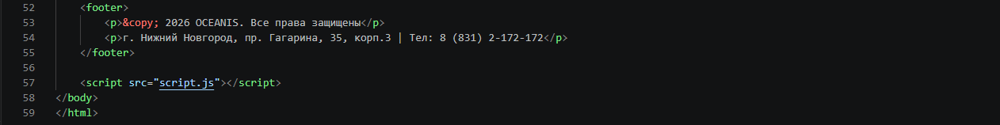 52 <footer>
53 <p>&copy; 2026 OCEANIS. Все права защищены</p>
54 <p>г. Нижний Новгород, пр. Гагарина, 35, корп.3 | Тел: 8 (831) 2-172-172</p>
55 </footer>
56
57 <script src="script.js"></script>
58 </body>
59 </html>